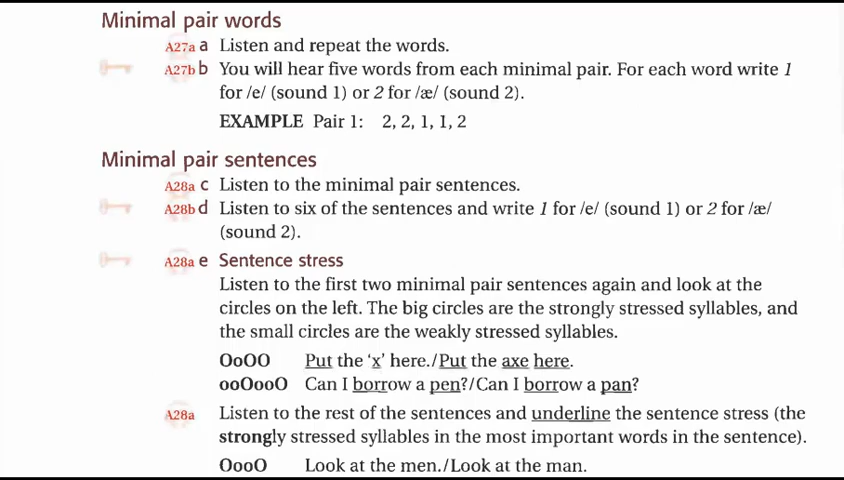 Minimal pair words
A27a a Listen and repeat the words.
A27b b You will hear five words from each minimal pair. For each word write 1
for /e/ (sound 1) or 2 for /æ/ (sound 2).
EXAMPLE Pair 1: 2, 2, 1, 1, 2
Minimal pair sentences
A28a c Listen to the minimal pair sentences.
A28b d Listen to six of the sentences and write 1 for /e/ (sound 1) or 2 for /æ/
(sound 2).
A28a e Sentence stress
Listen to the first two minimal pair sentences again and look at the
circles on the left. The big circles are the strongly stressed syllables, and
the small circles are the weakly stressed syllables.
OoOO Put the ‘x’ here./Put the axe here.
ooOooO Can I borrow a pen?/Can I borrow a pan?
A28a Listen to the rest of the sentences and underline the sentence stress (the
strongly stressed syllables in the most important words in the sentence).
OooO Look at the men./Look at the man.